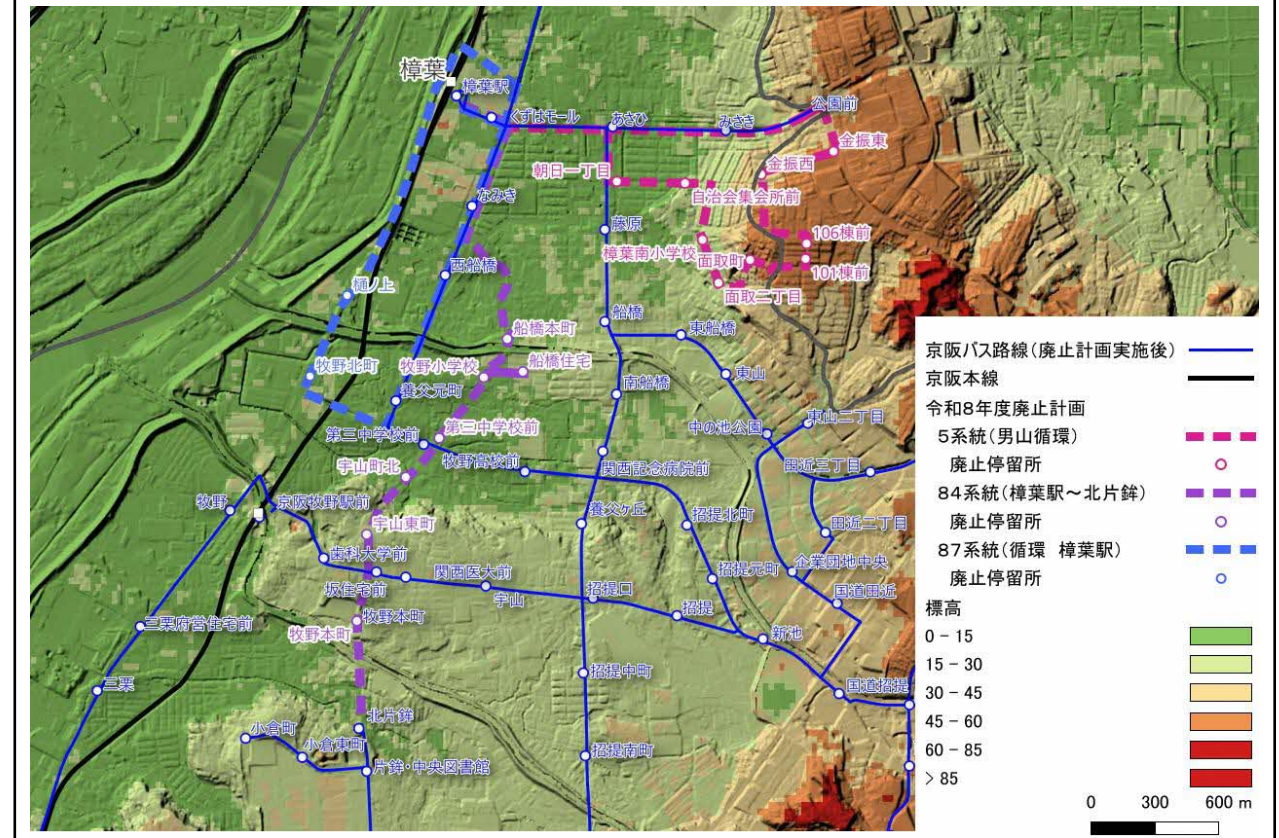 樟葉
樟葉駅
くずはモール
あさひ
みさき
公園前
金振東
金振西
朝日一丁目
自治会集会所前
なみき
藤原
106棟前
樟葉南小学校
面取町
101棟前
西船橋
面取二丁目
樋ノ上
船橋
船橋本町
東船橋
牧野北町
牧野小学校
船橋住宅
東山
養父元町
南船橋
東山二丁目
第三中学校前
第三中学校前
中の池公園
牧野高校前
関西記念病院前
田近三丁目
宇山町北
牧野
京阪牧野駅前
養父ヶ丘
招提北町
宇山東町
田近二丁目
歯科大学前
関西医大前
招提元町
企業団地中央
坂住宅前
宇山
招提口
国道田近
三栗府営住宅前
牧野本町
牧野本町
招提
新池
三栗
招提中町
国道招提
北片鉾
小倉町
小倉東町
片鉾・中央図書館
招提南町
京阪バス路線(廃止計画実施後)
京阪本線
令和8年度廃止計画
5系統(男山循環)
廃止停留所
84系統(樟葉駅～北片鉾)
廃止停留所
87系統(循環 樟葉駅)
廃止停留所
標高
0 - 15
15 - 30
30 - 45
45 - 60
60 - 85
> 85
0 300 600 m